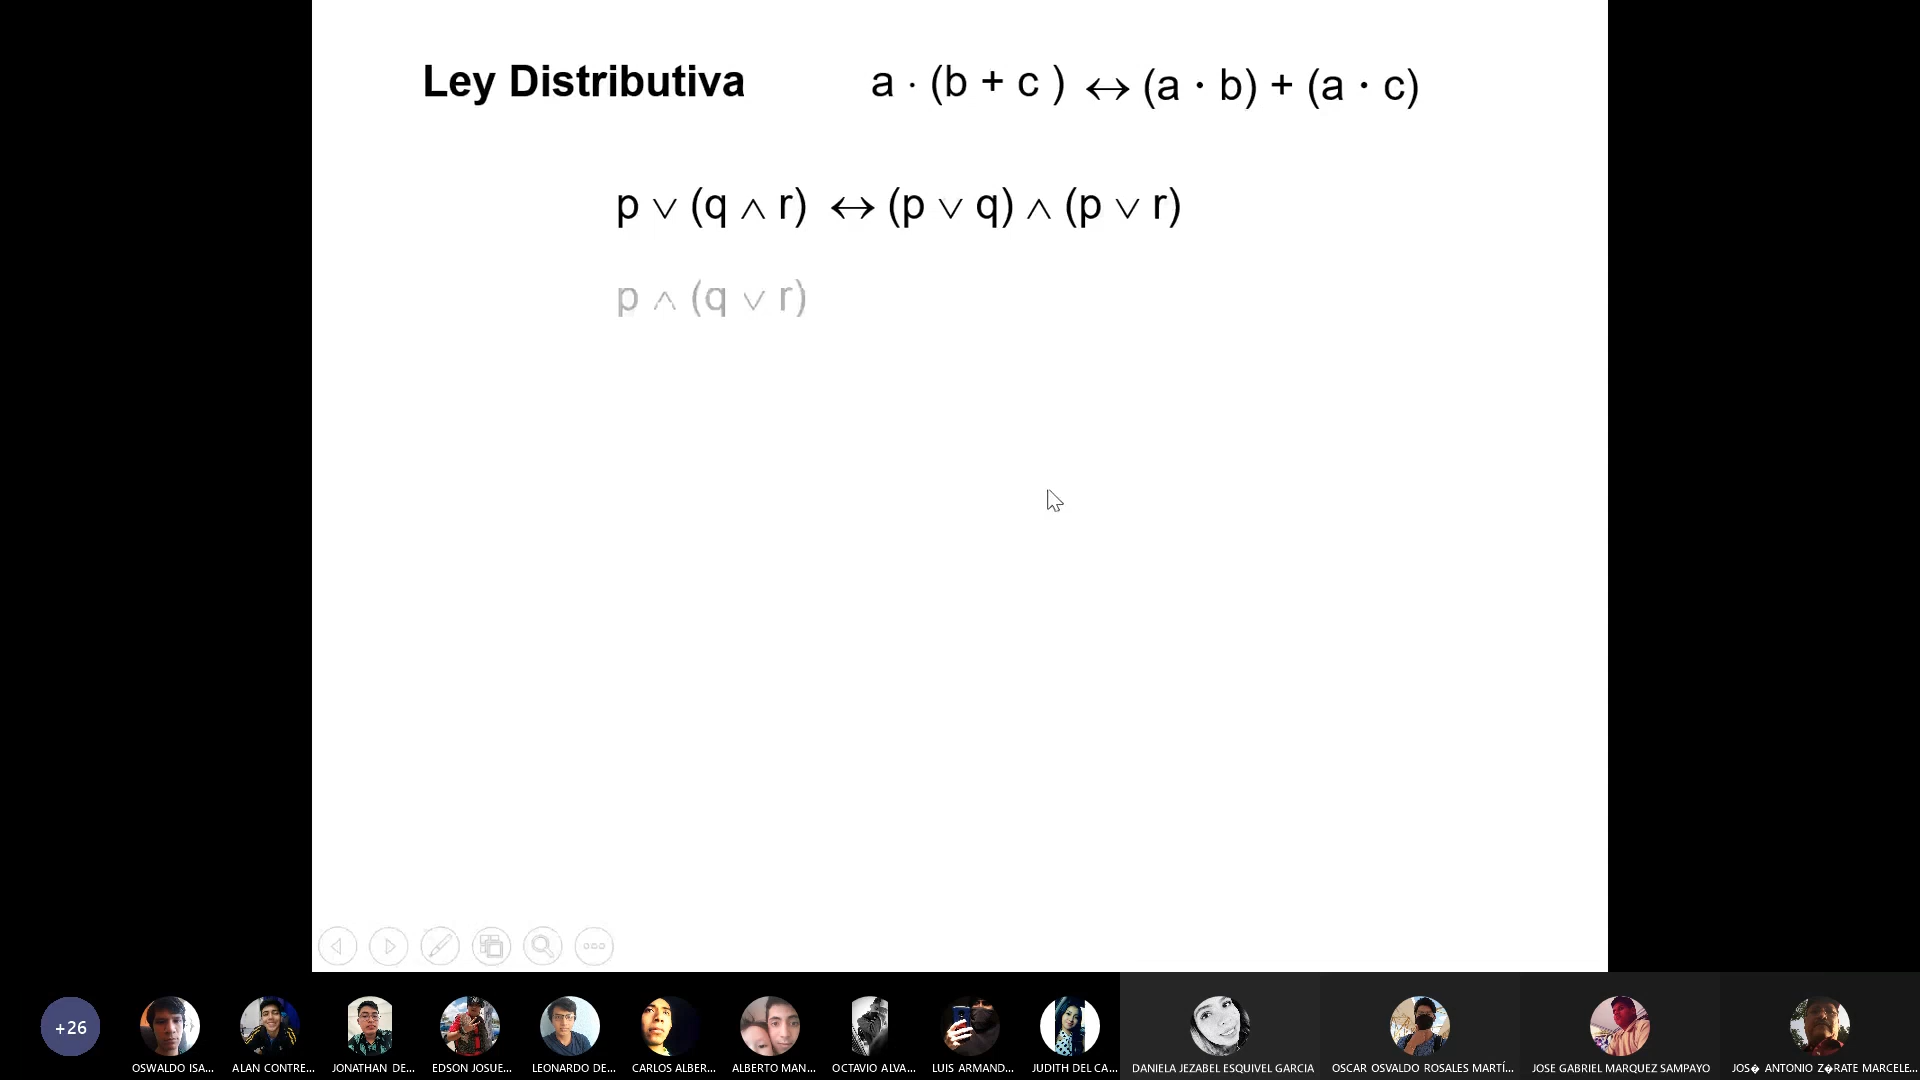 Ley Distributiva a · (b + c ) ↔ (a · b) + (a · c)
p ∨ (q ∧ r) ↔ (p ∨ q) ∧ (p ∨ r)
p ∧ (q ∨ r)
+26
OSWALDO ISA...
ALAN CONTRE...
JONATHAN DE...
EDSON JOSUE...
LEONARDO DE...
CARLOS ALBER...
ALBERTO MAN...
OCTAVIO ALVA...
LUIS ARMAND...
JUDITH DEL CA...
DANIELA JEZABEL ESQUIVEL GARCIA
OSCAR OSVALDO ROSALES MARTÍ...
JOSE GABRIEL MARQUEZ SAMPAYO
JOS� ANTONIO Z�RATE MARCELE...